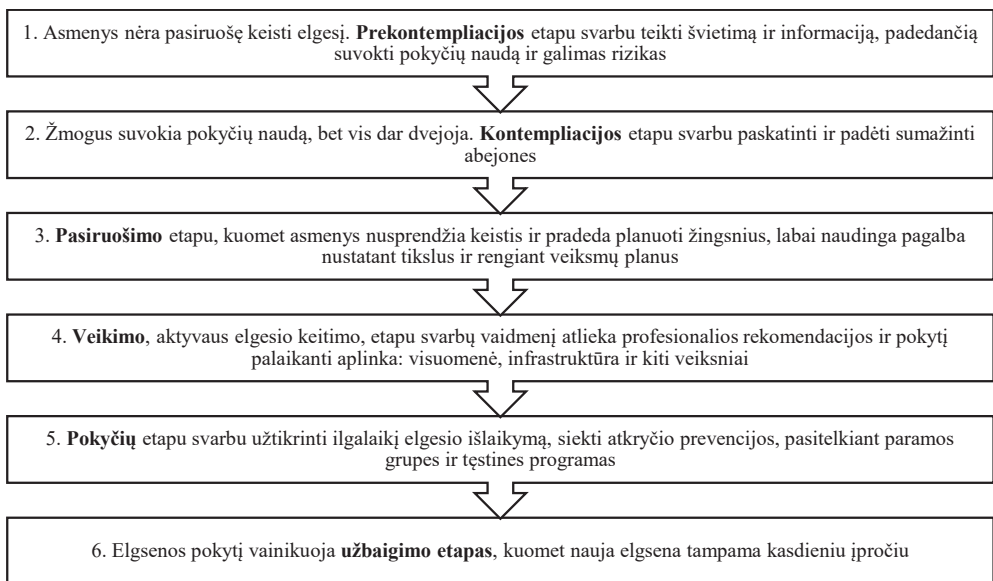 1. Asmenys nėra pasiruošę keisti elgesį. Prekontempliacijos etapu svarbu teikti švietimą ir informaciją, padedančią
suvokti pokyčių naudą ir galimas rizikas
2. Žmogus suvokia pokyčių naudą, bet vis dar dvejoja. Kontempliacijos etapu svarbu paskatinti ir padėti sumažinti
abejones
3. Pasiruošimo etapu, kuomet asmenys nusprendžia keistis ir pradeda planuoti žingsnius, labai naudinga pagalba
nustatant tikslus ir rengiant veiksmų planus
4. Veikimo, aktyvaus elgesio keitimo, etapu svarbų vaidmenį atlieka profesionalios rekomendacijos ir pokytį
palaikanti aplinka: visuomenė, infrastruktūra ir kiti veiksniai
5. Pokyčių etapu svarbu užtikrinti ilgalaikį elgesio išlaikymą, siekti atkryčio prevencijos, pasitelkiant paramos
grupes ir tęstines programas
6. Elgsenos pokytį vainikuoja užbaigimo etapas, kuomet nauja elgsena tampama kasdieniu įpročiu